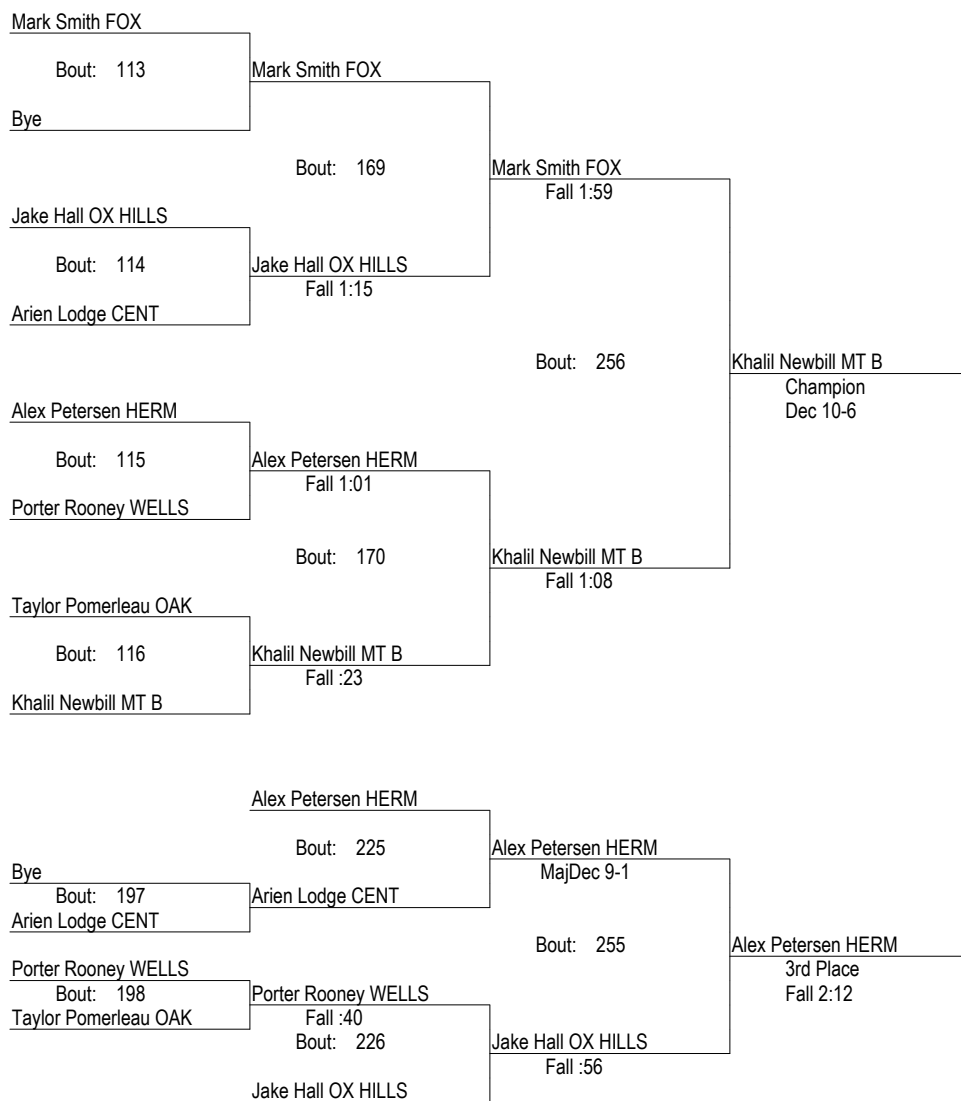 Mark Smith FOX
Bout: 113
Mark Smith FOX
Bye
Bout: 169
Mark Smith FOX
Fall 1:59
Jake Hall OX HILLS
Bout: 114
Jake Hall OX HILLS
Fall 1:15
Arien Lodge CENT
Bout: 256
Khalil Newbill MT B
Champion
Dec 10-6
Alex Petersen HERM
Bout: 115
Alex Petersen HERM
Fall 1:01
Porter Rooney WELLS
Bout: 170
Khalil Newbill MT B
Fall 1:08
Taylor Pomerleau OAK
Bout: 116
Khalil Newbill MT B
Fall :23
Khalil Newbill MT B
Alex Petersen HERM
Bout: 225
Alex Petersen HERM
MajDec 9-1
Bye
Bout: 197
Arien Lodge CENT
Arien Lodge CENT
Bout: 255
Alex Petersen HERM
3rd Place
Fall 2:12
Porter Rooney WELLS
Bout: 198
Porter Rooney WELLS
Fall :40
Taylor Pomerleau OAK
Bout: 226
Jake Hall OX HILLS
Fall :56
Jake Hall OX HILLS